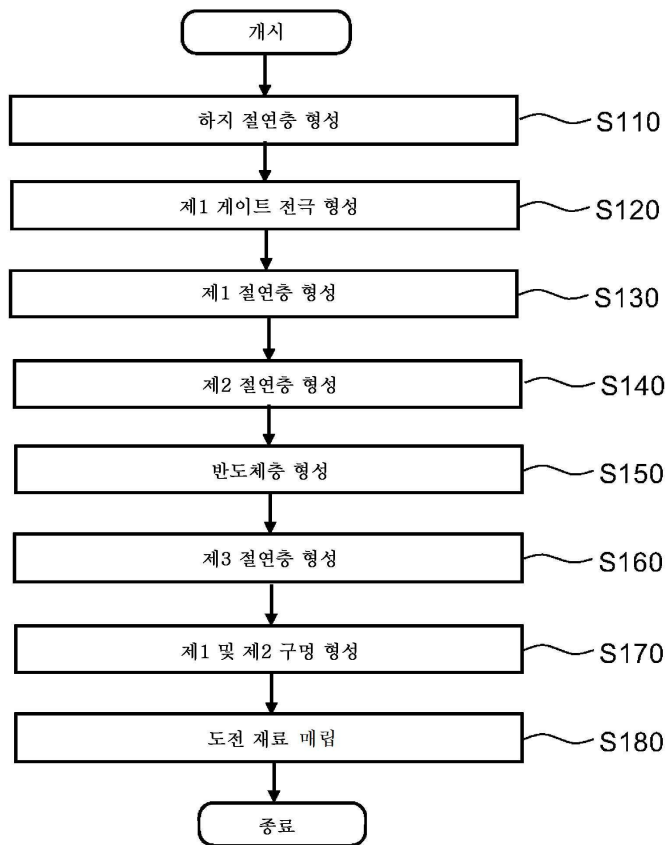 개시
하지 절연층 형성
S110
제1 게이트 전극 형성
S120
제1 절연층 형성
S130
제2 절연층 형성
S140
반도체층 형성
S150
제3 절연층 형성
S160
제1 및 제2 구멍 형성
S170
도전 재료 매립
S180
종료